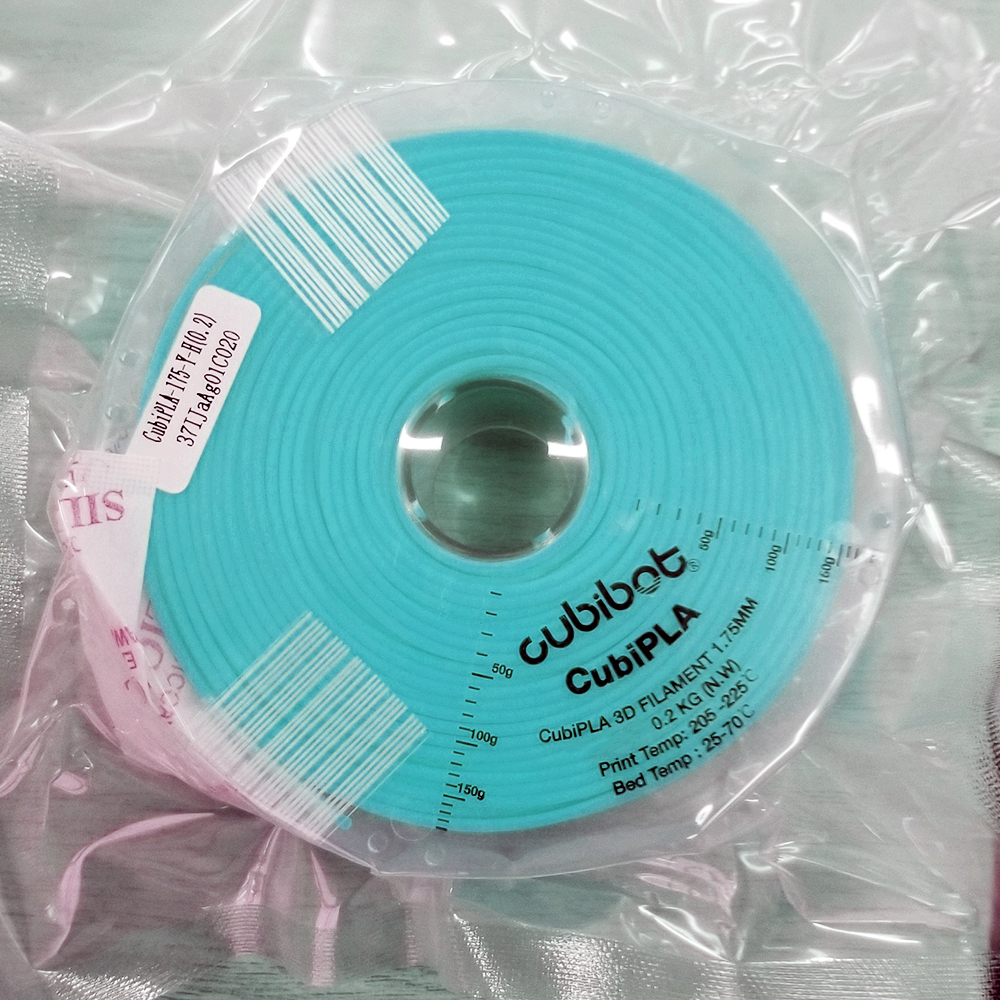 CubiPLA-175-Y-H(0.2)
37IJaAg01C020
SII
50g
100g
150g
cubibot®
CubiPLA
CubiPLA 3D FILAMENT 1.75MM
0.2 KG (N.W)
Print Temp: 205 -225℃
Bed Temp : 25-70℃
50g
100g
150g